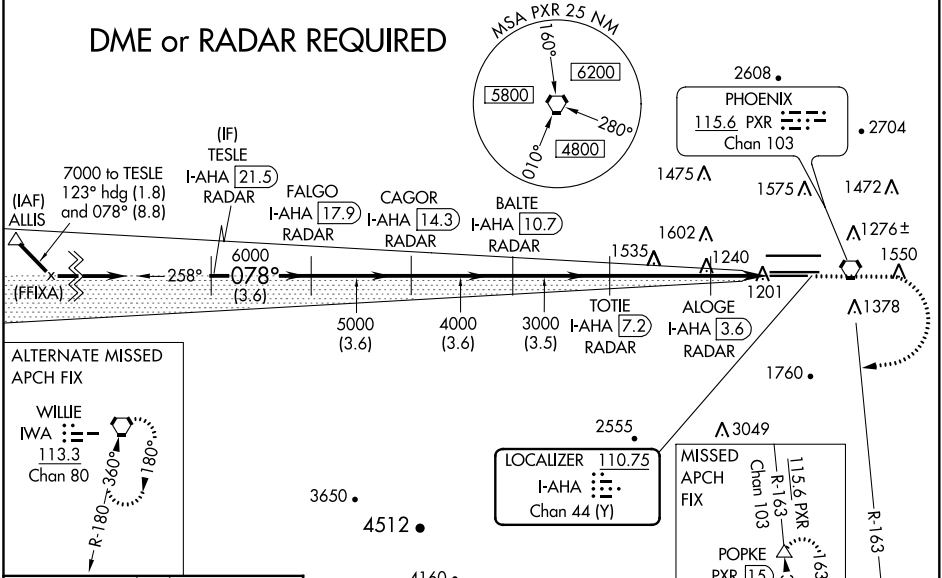 DME or RADAR REQUIRED
MSA PXR 25 NM
160°
6200
5800
280°
4800
010°
2608
PHOENIX
115.6 PXR
Chan 103
2704
1475
1575
1472
1276±
1550
1602
1535
1240
1201
1378
(IAF)
ALLIS
7000 to TESLE
123° hdg (1.8)
and 078° (8.8)
(FFIXA)
(IF)
TESLE
I-AHA 21.5
RADAR
FALGO
I-AHA 17.9
RADAR
CAGOR
I-AHA 14.3
RADAR
BALTE
I-AHA 10.7
RADAR
258°
6000
078°
(3.6)
5000
(3.6)
4000
(3.6)
3000
(3.5)
TOTIE
I-AHA 7.2
RADAR
ALOGE
I-AHA 3.6
RADAR
1760
ALTERNATE MISSED
APCH FIX
WILLIE
IWA
113.3
Chan 80
360°
180°
R-180
2555
3049
LOCALIZER 110.75
I-AHA
Chan 44 (Y)
3650
4512
4160
MISSED
APCH
FIX
115.6 PXR
Chan 103
R-163
POPKE
PXR 15
163
R-163